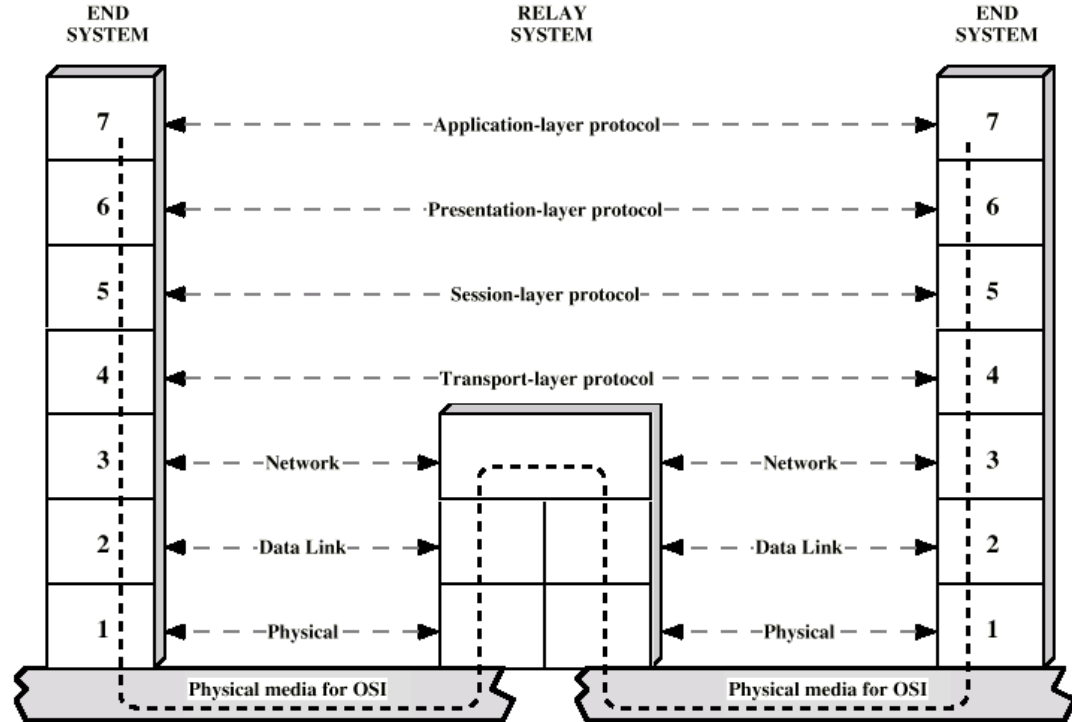 END
SYSTEM
RELAY
SYSTEM
END
SYSTEM
7
Application-layer protocol
7
6
Presentation-layer protocol
6
5
Session-layer protocol
5
4
Transport-layer protocol
4
3
Network
Network
3
2
Data Link
Data Link
2
1
Physical
Physical
1
Physical media for OSI
Physical media for OSI